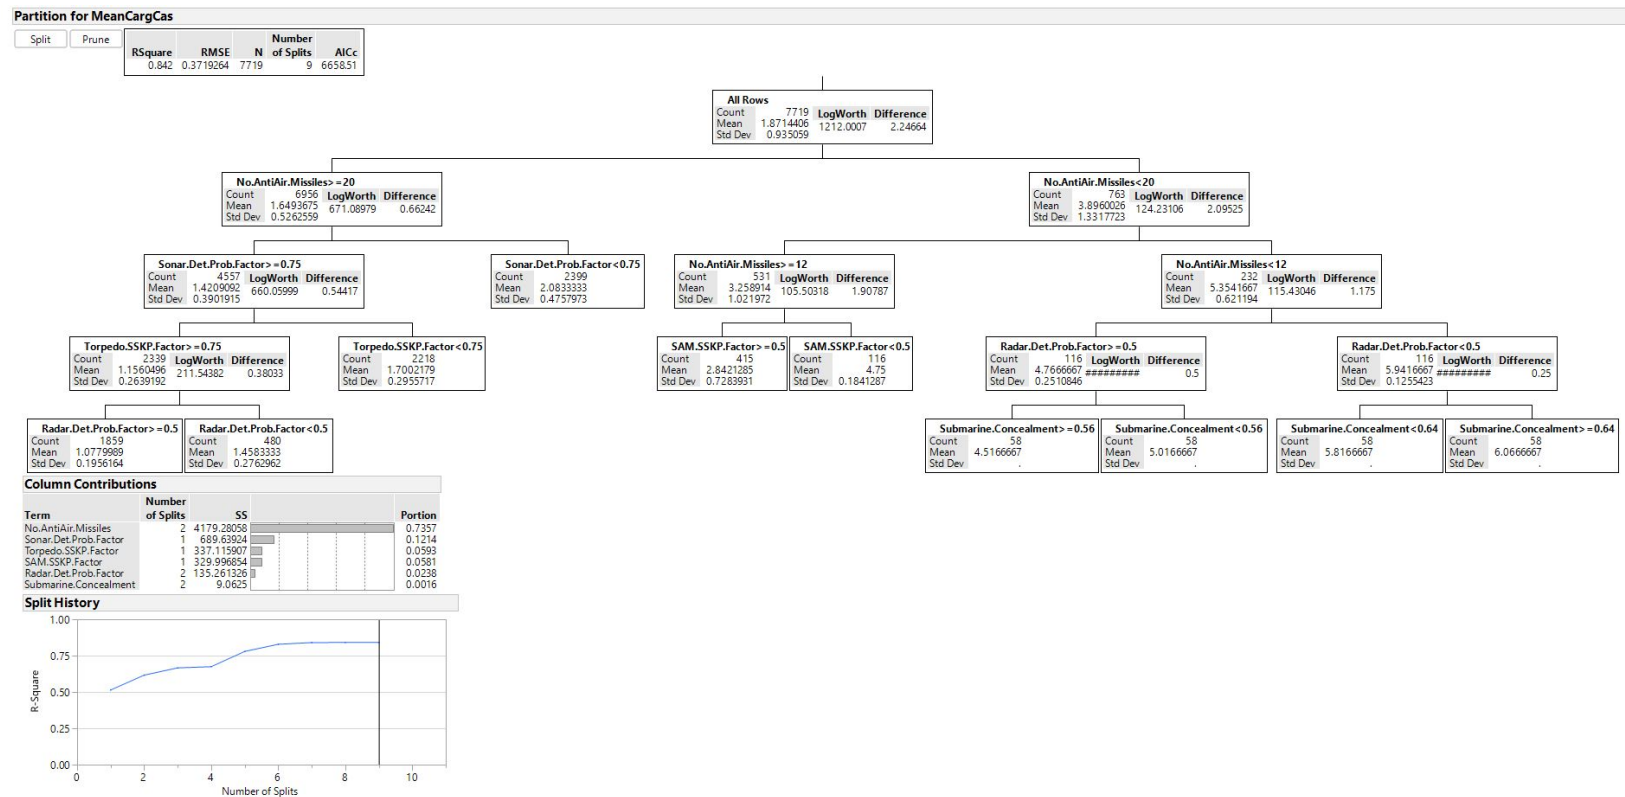 Partition for MeanCargCas
Split Prune
Number
RSquare RMSE N of Splits AICc
0.842 0.3719264 7719 9 6658.51
All Rows
Count 7719 LogWorth Difference
Mean 1.8714406 1212.0007 2.24664
Std Dev 0.935059
No.AntiAir.Missiles>=20
Count 6956 LogWorth Difference
Mean 1.6493675 671.08979 0.66242
Std Dev 0.5262559
No.AntiAir.Missiles<20
Count 763 LogWorth Difference
Mean 3.8960026 124.23106 2.09525
Std Dev 1.3317723
Sonar.Det.Prob.Factor>=0.75
Count 4557 LogWorth Difference
Mean 1.4209092 660.05999 0.54417
Std Dev 0.3901915
Sonar.Det.Prob.Factor<0.75
Count 2399
Mean 2.0833333
Std Dev 0.4757973
No.AntiAir.Missiles>=12
Count 531 LogWorth Difference
Mean 3.258914 105.50318 1.90787
Std Dev 1.021972
No.AntiAir.Missiles<12
Count 232 LogWorth Difference
Mean 5.3541667 115.43046 1.175
Std Dev 0.621194
Torpedo.SSKP.Factor>=0.75
Count 2339 LogWorth Difference
Mean 1.1560496 211.54382 0.38033
Std Dev 0.2639192
Torpedo.SSKP.Factor<0.75
Count 2218
Mean 1.7002179
Std Dev 0.2955717
SAM.SSKP.Factor>=0.5
Count 415
Mean 2.8421285
Std Dev 0.7283931
SAM.SSKP.Factor<0.5
Count 116
Mean 4.75
Std Dev 0.1841287
Radar.Det.Prob.Factor>=0.5
Count 116 LogWorth Difference
Mean 4.7666667 ######### 0.5
Std Dev 0.2510846
Radar.Det.Prob.Factor<0.5
Count 116 LogWorth Difference
Mean 5.9416667 ######### 0.25
Std Dev 0.1255423
Radar.Det.Prob.Factor>=0.5
Count 1859
Mean 1.0779989
Std Dev 0.1956164
Radar.Det.Prob.Factor<0.5
Count 480
Mean 1.4583333
Std Dev 0.2762962
Submarine.Concealment>=0.56
Count 58
Mean 4.5166667
Std Dev .
Submarine.Concealment<0.56
Count 58
Mean 5.0166667
Std Dev .
Submarine.Concealment<0.64
Count 58
Mean 5.8166667
Std Dev .
Submarine.Concealment>=0.64
Count 58
Mean 6.0666667
Std Dev .
Column Contributions
Number
Term of Splits SS Portion
No.AntiAir.Missiles 2 4179.28058 0.7357
Sonar.Det.Prob.Factor 1 689.63924 0.1214
Torpedo.SSKP.Factor 1 337.115907 0.0593
SAM.SSKP.Factor 1 329.996854 0.0581
Radar.Det.Prob.Factor 2 135.261326 0.0238
Submarine.Concealment 2 9.0625 0.0016
Split History
1.00
0.75
0.50
0.25
0.00
R-Square
0 2 4 6 8 10
Number of Splits